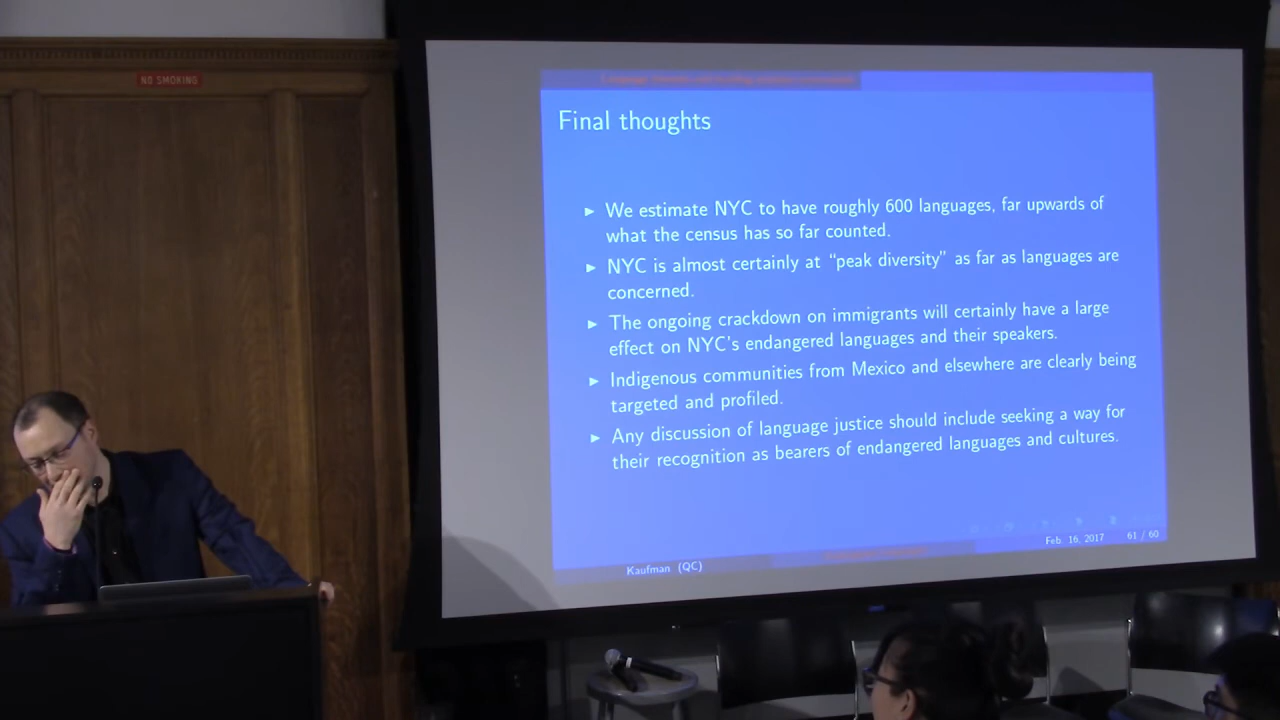 NO SMOKING
Final thoughts
► We estimate NYC to have roughly 600 languages, far upwards of
what the census has so far counted.
► NYC is almost certainly at “peak diversity” as far as languages are
concerned.
► The ongoing crackdown on immigrants will certainly have a large
effect on NYC's endangered languages and their speakers.
► Indigenous communities from Mexico and elsewhere are clearly being
targeted and profiled.
► Any discussion of language justice should include seeking a way for
their recognition as bearers of endangered languages and cultures.
Kaufman (QC)
Feb. 16, 2017 61 / 60